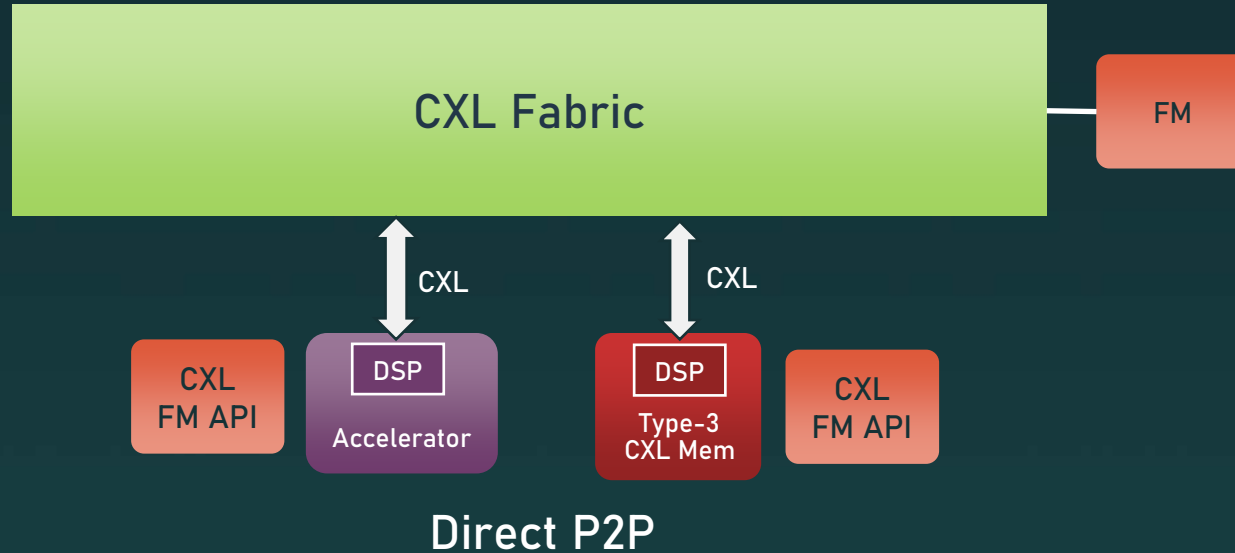 CXL Fabric
FM
CXL
CXL
CXL
FM API
DSP
Accelerator
DSP
Type-3
CXL Mem
CXL
FM API
Direct P2P